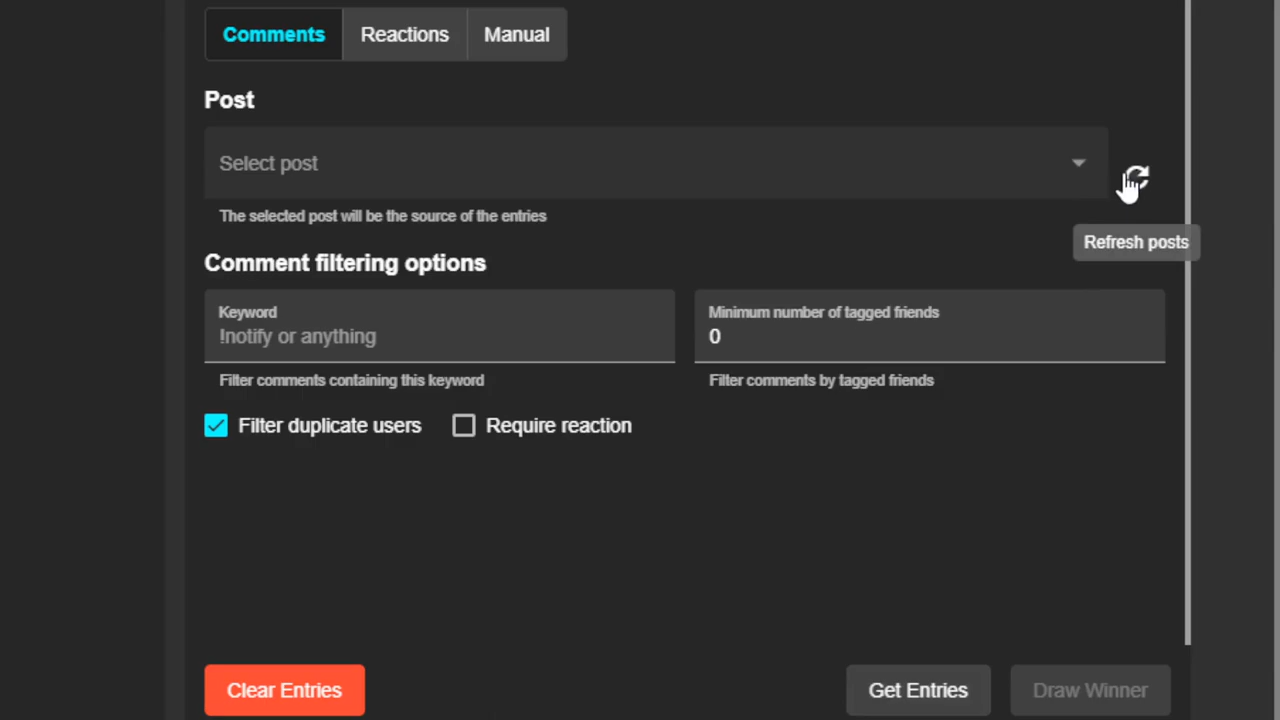 Comments Reactions Manual
Post
Select post
The selected post will be the source of the entries
Refresh posts
Comment filtering options
Keyword
!notify or anything
Filter comments containing this keyword
Minimum number of tagged friends
0
Filter comments by tagged friends
Filter duplicate users Require reaction
Clear Entries Get Entries Draw Winner